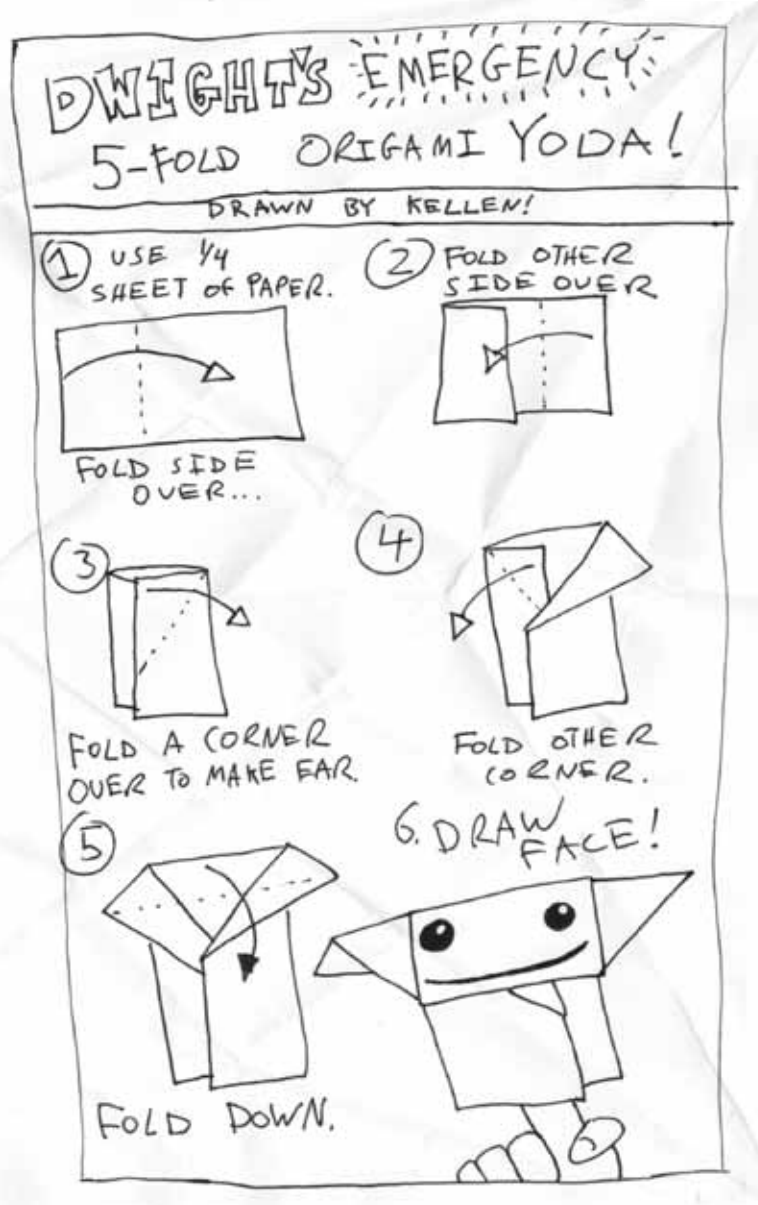 DWIGHT'S EMERGENCY
5-FOLD ORIGAMI YODA!
DRAWN BY KELLEN!
1 USE 1/4
SHEET OF PAPER.
FOLD SIDE
OVER...
2 FOLD OTHER
SIDE OVER
3
FOLD A CORNER
OVER TO MAKE EAR.
4
FOLD OTHER
CORNER.
5
FOLD DOWN.
6. DRAW
FACE!